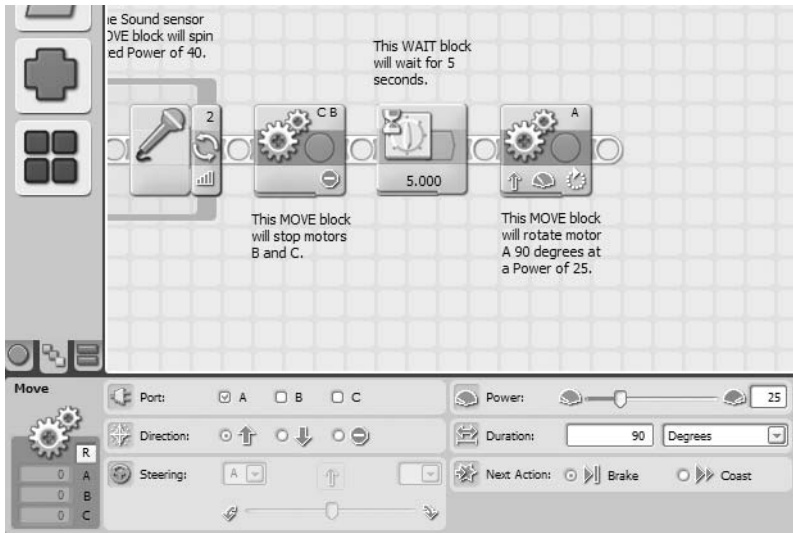 ne Sound sensor
OVE block will spin
ed Power of 40.
This WAIT block
will wait for 5
seconds.
2
C B
A
5.000
This MOVE block
will stop motors
B and C.
This MOVE block
will rotate motor
A 90 degrees at
a Power of 25.
Move
R
0 A
0 B
0 C
Port: A B C
Direction:
Steering: A
Power: 25
Duration: 90 Degrees
Next Action: Brake Coast